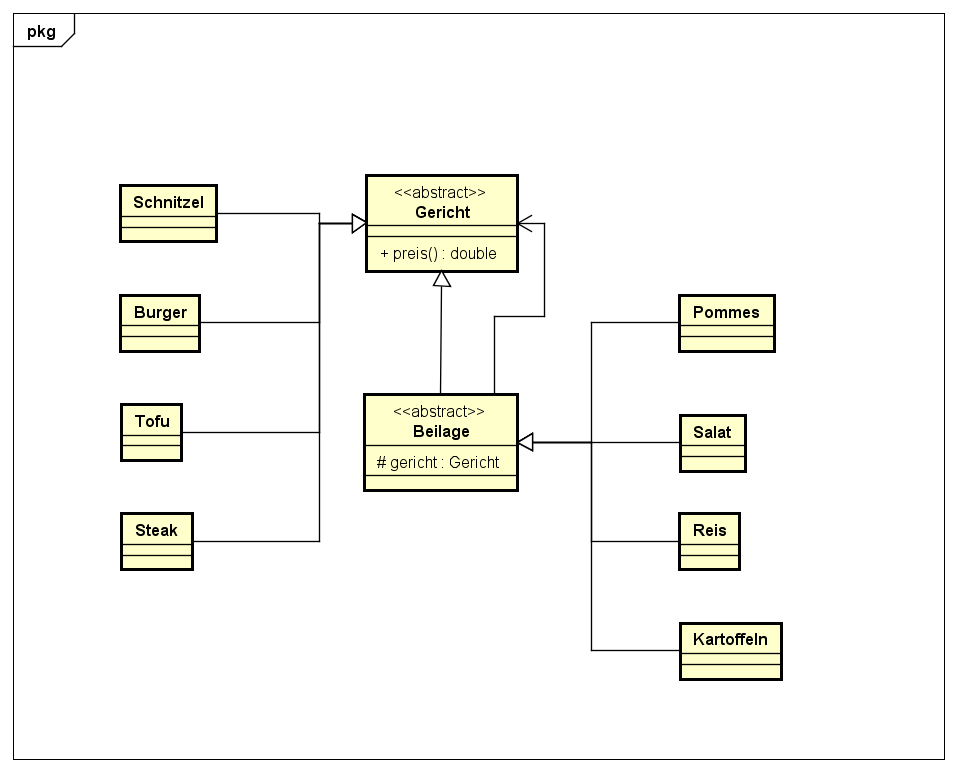 pkg
<<abstract>>
Gericht
+ preis() : double
Schnitzel
Burger
Tofu
Steak
<<abstract>>
Beilage
# gericht : Gericht
Pommes
Salat
Reis
Kartoffeln